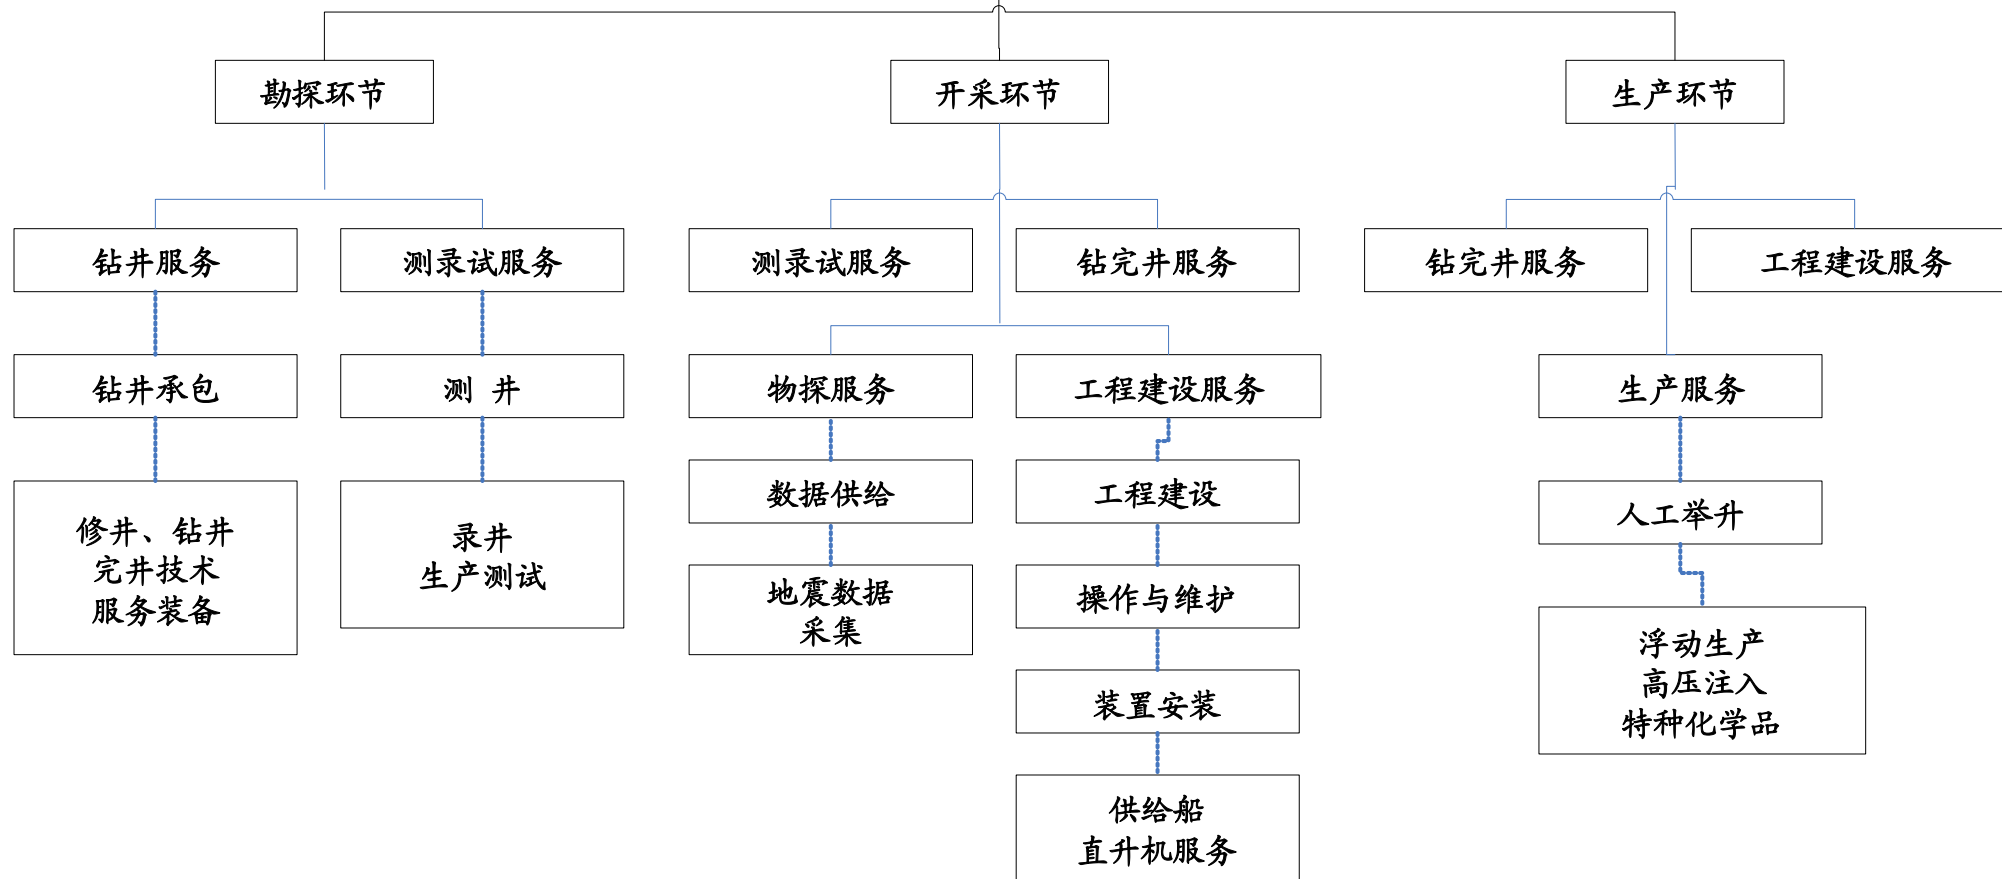 勘探环节
开采环节
生产环节
钻井服务
测录试服务
测录试服务
钻完井服务
钻完井服务
工程建设服务
钻井承包
测 井
物探服务
工程建设服务
生产服务
数据供给
工程建设
人工举升
修井、钻井
完井技术
服务装备
录井
生产测试
地震数据
采集
操作与维护
浮动生产
高压注入
特种化学品
装置安装
供给船
直升机服务